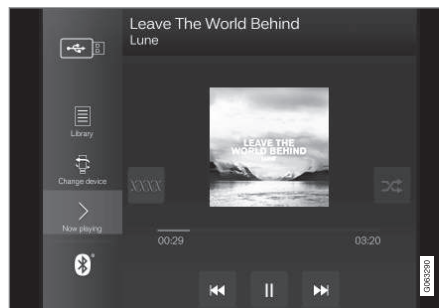 Leave The World Behind
Lune
Library
Change device
Now playing
LEAVE THE
WORLD BEHIND
LUNE
XXXX
00:29
03:20
G063290